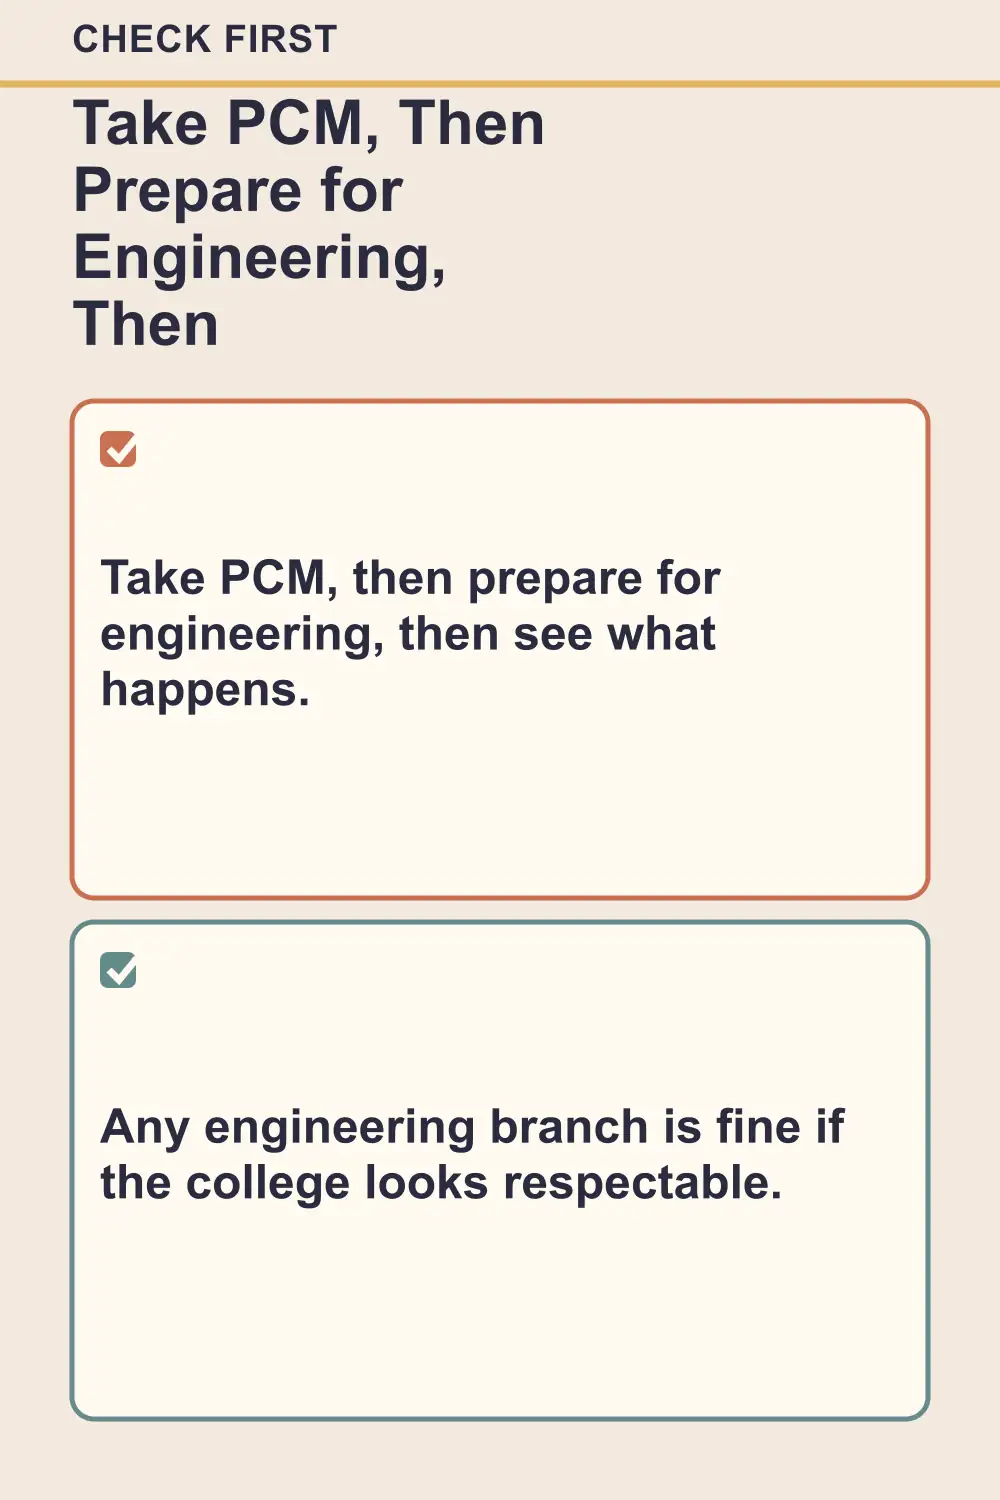 CHECK FIRST
Take PCM, Then
Prepare for
Engineering,
Then
Take PCM, then prepare for
engineering, then see what
happens.
Any engineering branch is fine if
the college looks respectable.